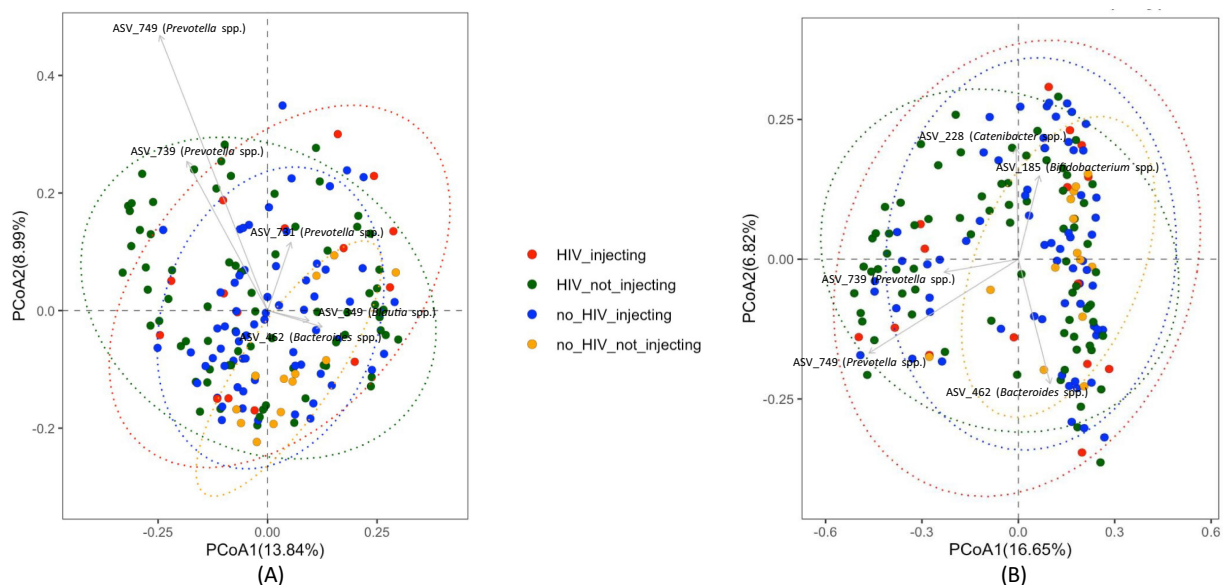 ASV_749 (Prevotella spp.)
ASV_739 (Prevotella spp.)
ASV_731 (Prevotella spp.)
ASV_349 (Blautia spp.)
ASV_462 (Bacteroides spp.)
0.4
0.2
0.0
-0.2
PCoA2(8.99%)
-0.25
0.00
0.25
PCoA1(13.84%)
(A)
HIV_injecting
HIV_not_injecting
no_HIV_injecting
no_HIV_not_injecting
ASV_228 (Catenibacter spp.)
ASV_185 (Bifidobacterium spp.)
ASV_739 (Prevotella spp.)
ASV_749 (Prevotella spp.)
ASV_462 (Bacteroides spp.)
0.25
0.00
-0.25
PCoA2(6.82%)
-0.6
-0.3
0.0
0.3
0.6
PCoA1(16.65%)
(B)